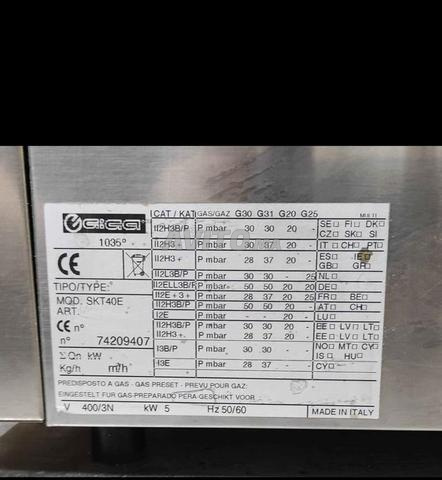 GiGa CAT / KAT GAS/GAZ G30 G31 G20 G25 MULTI
1035°
II2H3B/P P mbar 30 30 20 - SE□ FI□ DK□ CZ□ SK□ SI
II2H3 P mbar 30 37 20 - IT □ CH□ PT□
II2H3+ P mbar 28 37 20 - ES□ IE□ GB□ GR□
II2L3B/P P mbar 30 30 - 25 NL□
II2ELL3B/P P mbar 50 50 20 20 DE□
II2E+3+ P mbar 28 37 20 25 FR□ BE□
II2H3B/P P mbar 50 50 20 - AT□ CH□
I2E P mbar - - 20 - LU□
II2H3B/P P mbar 30 30 20 - EE□ LV□ LT□
II2H3+ P mbar 28 37 20 - EE□ LV□ LT□
I3B/P P mbar 30 30 - - NO□ MT□ CY□ IS□ HU□
I3E P mbar 28 37 - - CY□
CE
TIPO/TYPE:
MOD. SKT40E
ART.
CE n°
n° 74209407
Σ Qn kW
Kg/h m³/h
PREDISPOSTO A GAS - GAS PRESET - PREVU POUR GAZ:
EINGESTELT FÜR GAS-PREPARADO PERA GESCHIKT VOOR
V 400/3N kW 5 Hz 50/60 MADE IN ITALY